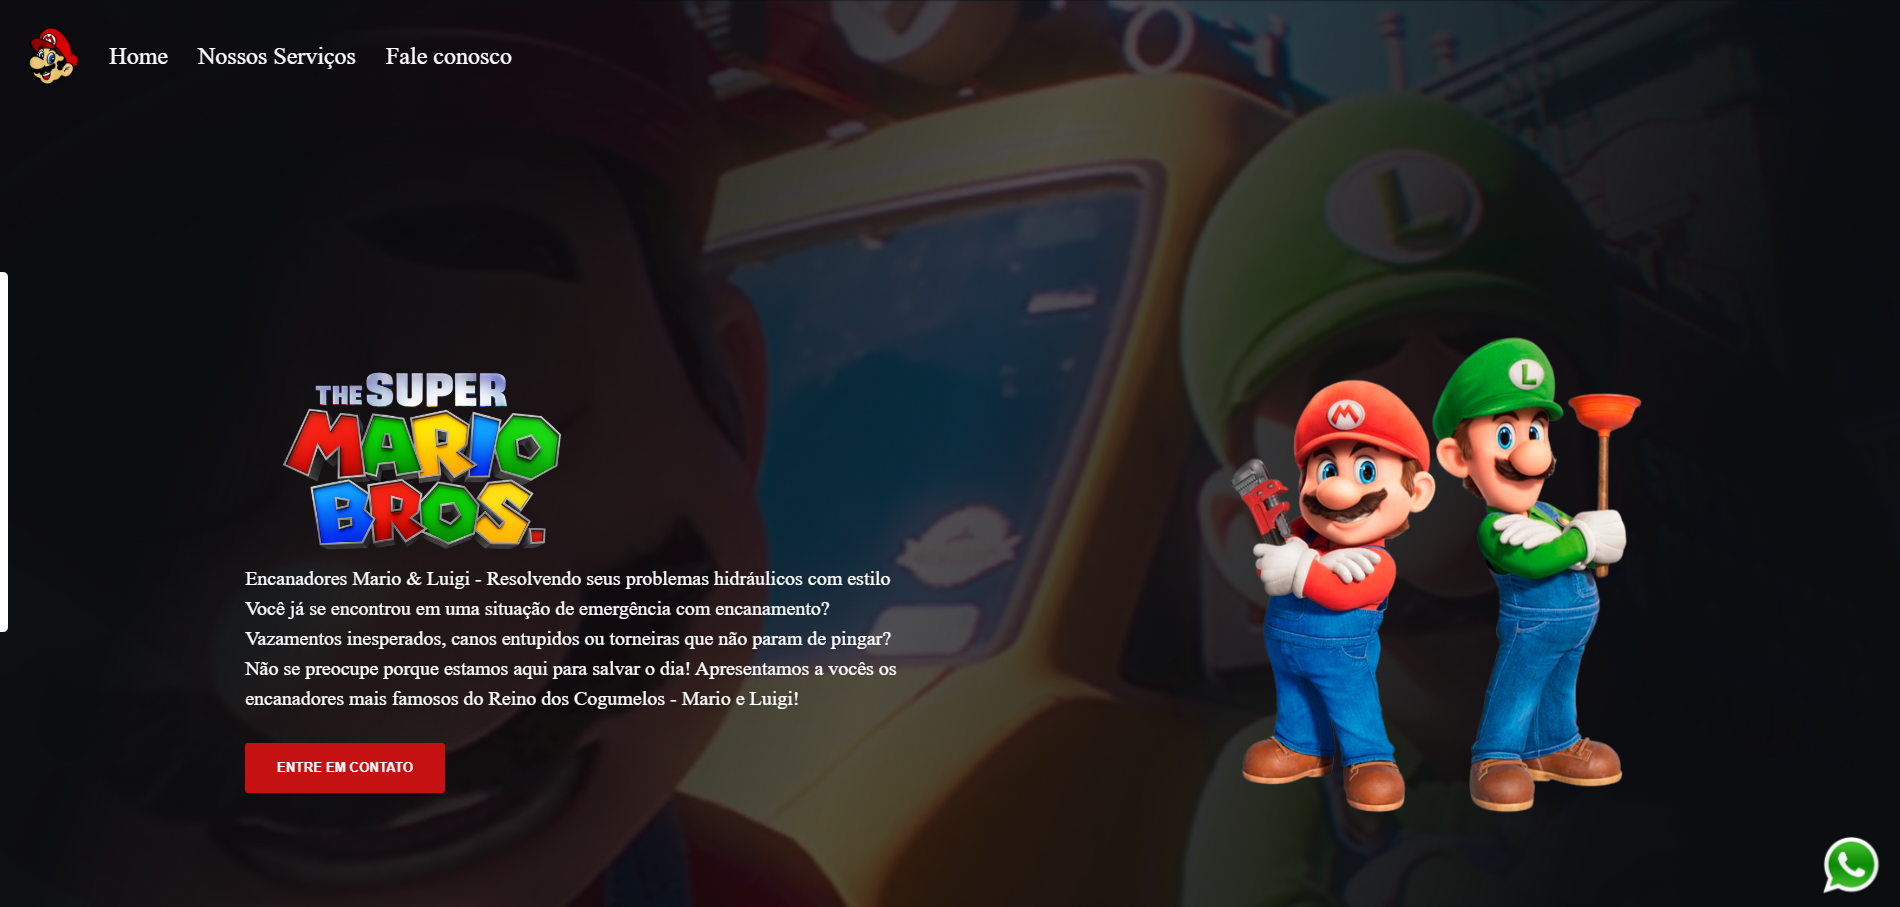 Home Nossos Serviços Fale conosco
THE SUPER
MARIO
BROS.
Encanadores Mario & Luigi - Resolvendo seus problemas hidráulicos com estilo
Você já se encontrou em uma situação de emergência com encanamento?
Vazamentos inesperados, canos entupidos ou torneiras que não param de pingar?
Não se preocupe porque estamos aqui para salvar o dia! Apresentamos a vocês os
encanadores mais famosos do Reino dos Cogumelos - Mario e Luigi!
ENTRE EM CONTATO
M
L
L
M